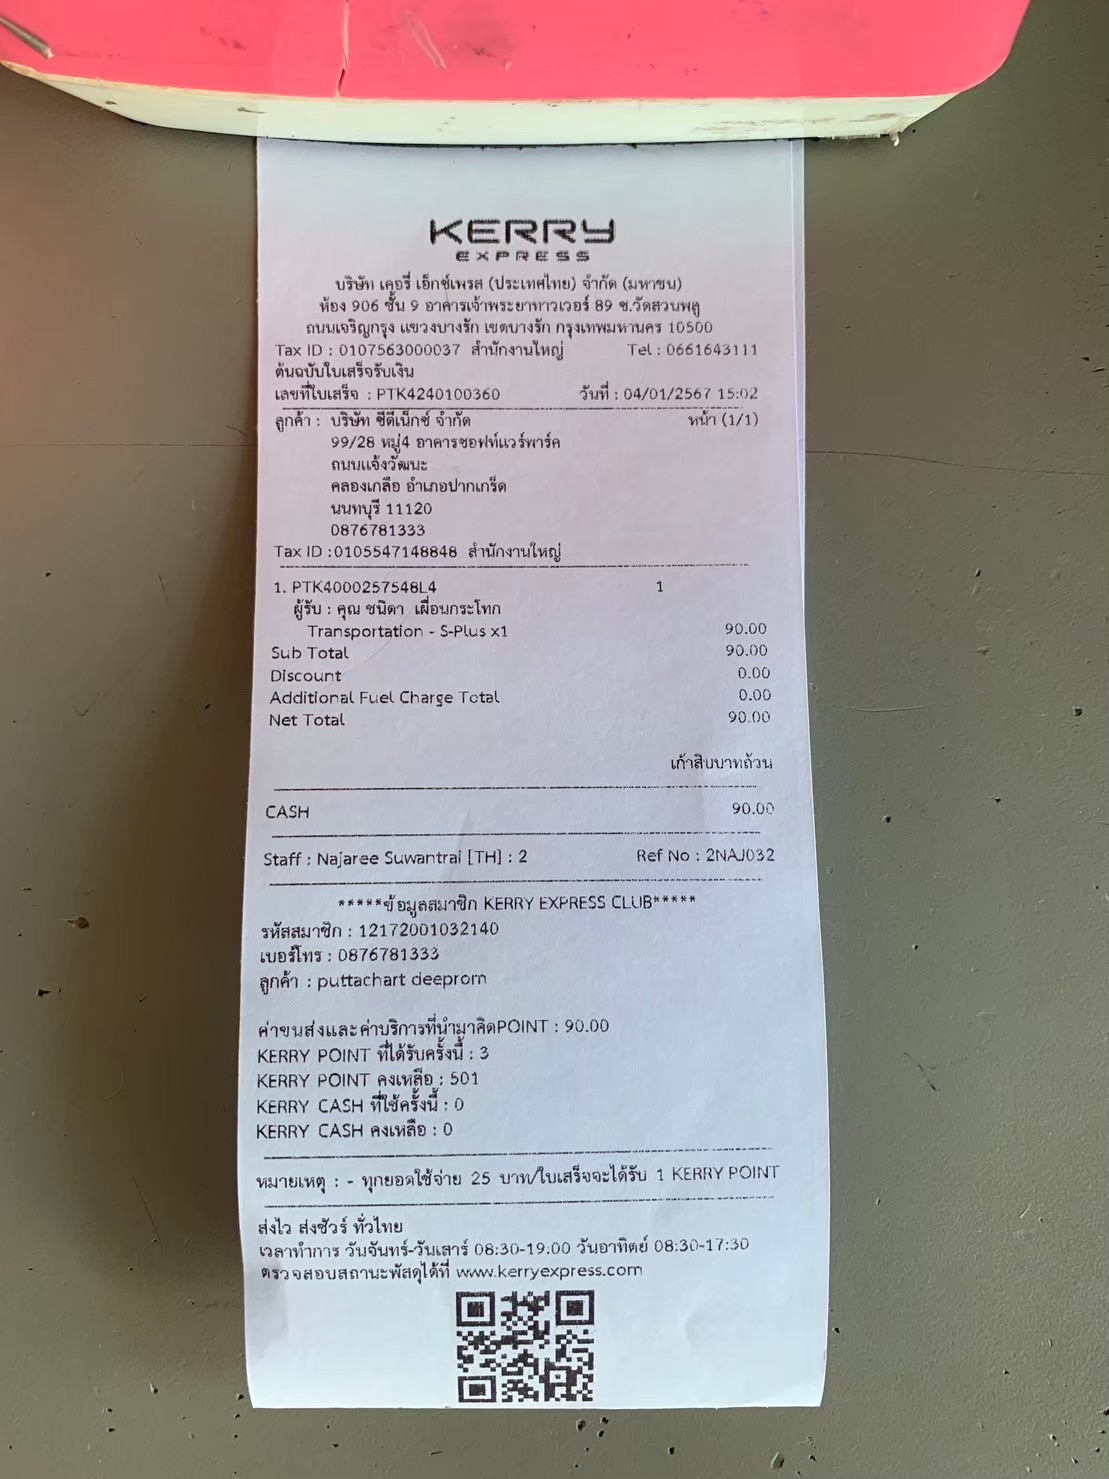 KERRY
EXPRESS
บริษัท เคอรี่ เอ็กซ์เพรส (ประเทศไทย) จำกัด (มหาชน)
ห้อง 906 ชั้น 9 อาคารเจ้าพระยาทาวเวอร์ 89 ซ.วัดสวนพลู
ถนนเจริญกรุง แขวงบางรัก เขตบางรัก กรุงเทพมหานคร 10500
Tax ID : 0107563000037 สำนักงานใหญ่ Tel : 0661643111
ต้นฉบับใบเสร็จรับเงิน
เลขที่ใบเสร็จ : PTK4240100360 วันที่ : 04/01/2567 15:02
ลูกค้า : บริษัท ซีดีเน็กซ์ จำกัด หน้า (1/1)
99/28 หมู่4 อาคารซอฟท์แวร์พาร์ค
ถนนแจ้งวัฒนะ
คลองเกลือ อำเภอปากเกร็ด
นนทบุรี 11120
0876781333
Tax ID :0105547148848 สำนักงานใหญ่
1. PTK4000257548L4 1
ผู้รับ : คุณ ชนิดา เผื่อนกระโทก
Transportation - S-Plus x1 90.00
Sub Total 90.00
Discount 0.00
Additional Fuel Charge Total 0.00
Net Total 90.00
เก้าสิบบาทถ้วน
CASH 90.00
Staff : Najaree Suwantrai [TH] : 2 Ref No : 2NAJ032
*****ข้อมูลสมาชิก KERRY EXPRESS CLUB*****
รหัสสมาชิก : 12172001032140
เบอร์โทร : 0876781333
ลูกค้า : puttachart deeprom
ค่าขนส่งและค่าบริการที่นำมาคิดPOINT : 90.00
KERRY POINT ที่ได้รับครั้งนี้ : 3
KERRY POINT คงเหลือ : 501
KERRY CASH ที่ใช้ครั้งนี้ : 0
KERRY CASH คงเหลือ : 0
หมายเหตุ : - ทุกยอดใช้จ่าย 25 บาท/ใบเสร็จจะได้รับ 1 KERRY POINT
ส่งไว ส่งชัวร์ ทั่วไทย
เวลาทำการ วันจันทร์-วันเสาร์ 08:30-19:00 วันอาทิตย์ 08:30-17:30
ตรวจสอบสถานะพัสดุได้ที่ www.kerryexpress.com